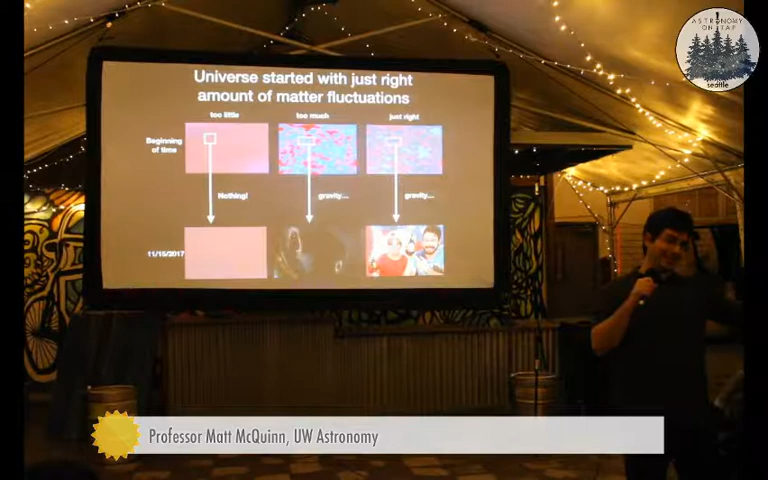 ASTRONOMY
ON TAP
seattle
Universe started with just right
amount of matter fluctuations
too little
too much
just right
Beginning
of time
Nothing!
gravity...
gravity...
11/15/2017
Professor Matt McQuinn, UW Astronomy